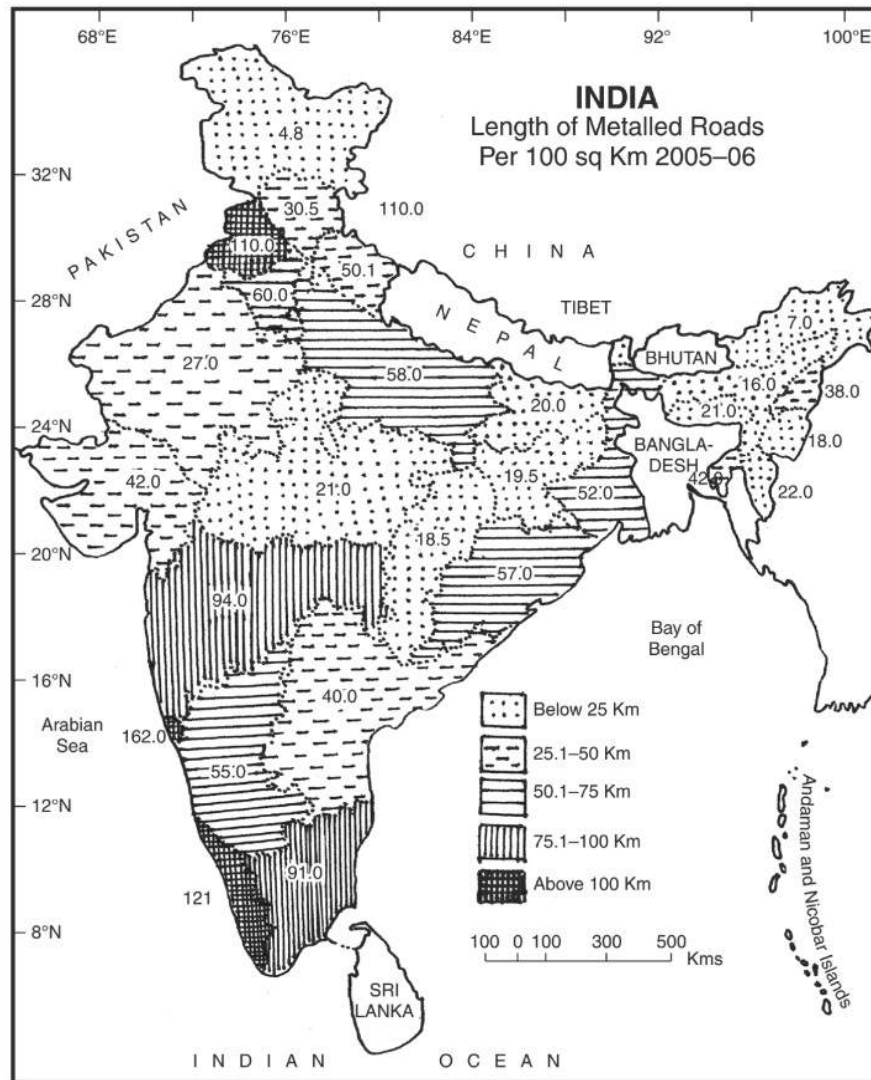 68°E 76°E 84°E 92°E 100°E
INDIA
Length of Metalled Roads
Per 100 sq Km 2005–06
4.8
32°N
PAKISTAN
30.5
110.0
110.0
CHINA
50.1
28°N
60.0
NEPAL
TIBET
7.0
BHUTAN
27.0
58.0
16.0
38.0
20.0
21.0
24°N
18.0
BANGLA-
DESH
42.0
19.5
42.0
21.0
52.0
22.0
20°N
18.5
57.0
94.0
Bay of
Bengal
16°N
40.0
Below 25 Km
Arabian
Sea
162.0
25.1–50 Km
55.0
50.1–75 Km
12°N
75.1–100 Km
91.0
Above 100 Km
121
Andaman and Nicobar Islands
8°N
100 0 100 300 500
Kms
SRI
LANKA
INDIAN OCEAN